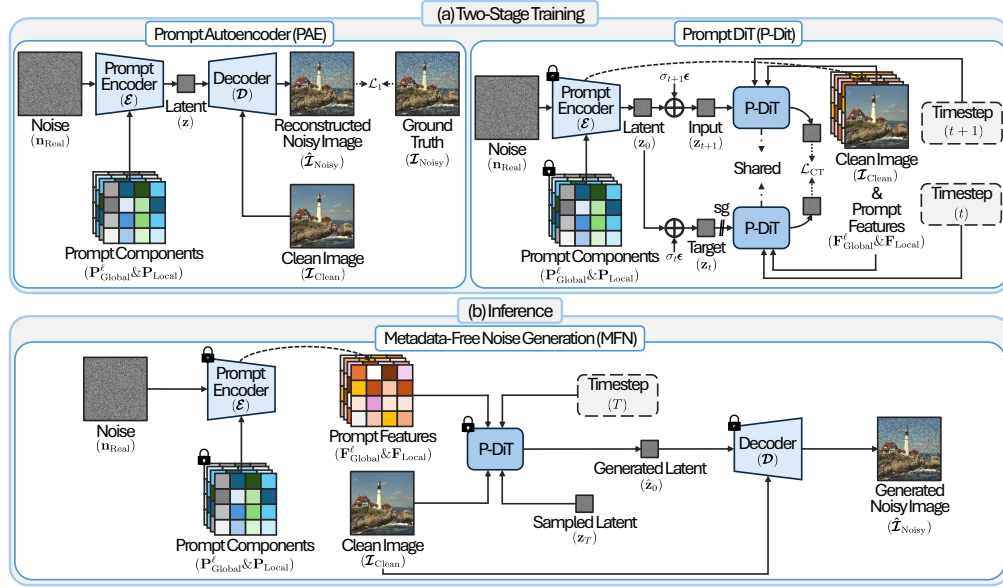 (a) Two-Stage Training
Prompt Autoencoder (PAE)
Prompt
Encoder
(ℰ)
Latent
(z)
Decoder
(𝒟)
ℒ₁
Noise
(n_Real)
Reconstructed
Noisy Image
(Î_Noisy)
Ground
Truth
(I_Noisy)
Prompt Components
(P^ℓ_Global&P_Local)
Clean Image
(I_Clean)
Prompt DiT (P-Dit)
Prompt
Encoder
(ℰ)
Noise
(n_Real)
Prompt Components
(P^ℓ_Global&P_Local)
Latent
(z₀)
σ_{t+1}ϵ
Input
(z_{t+1})
P-DiT
Shared
ℒ_CT
σ_tϵ
Target
(z_t)
sg
P-DiT
Clean Image
(I_Clean)
&
Prompt
Features
(F^ℓ_Global&F_Local)
Timestep
(t + 1)
Timestep
(t)
(b) Inference
Metadata-Free Noise Generation (MFN)
Noise
(n_Real)
Prompt
Encoder
(ℰ)
Prompt Components
(P^ℓ_Global&P_Local)
Prompt Features
(F^ℓ_Global&F_Local)
Clean Image
(I_Clean)
P-DiT
Timestep
(T)
Sampled Latent
(z_T)
Generated Latent
(ẑ₀)
Decoder
(𝒟)
Generated
Noisy Image
(Î_Noisy)